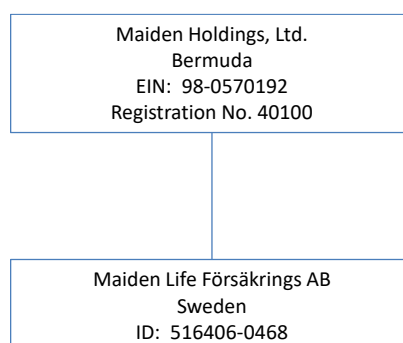 Maiden Holdings, Ltd.
Bermuda
EIN:  98-0570192
Registration No. 40100
Maiden Life Försäkrings AB
Sweden
ID:  516406-0468